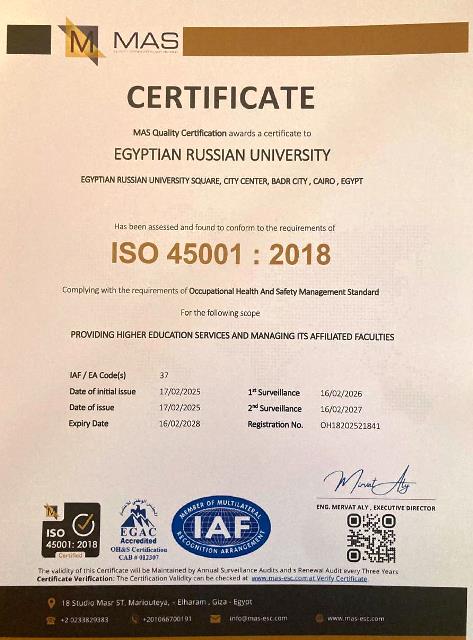 M MAS
CERTIFICATE
MAS Quality Certification awards a certificate to
EGYPTIAN RUSSIAN UNIVERSITY
EGYPTIAN RUSSIAN UNIVERSITY SQUARE, CITY CENTER, BADR CITY , CAIRO , EGYPT
Has been assessed and found to conform to the requirements of
ISO 45001 : 2018
Complying with the requirements of Occupational Health And Safety Management Standard
For the following scope
PROVIDING HIGHER EDUCATION SERVICES AND MANAGING ITS AFFILIATED FACULTIES
IAF / EA Code(s) 37
Date of initial issue 17/02/2025 1st Surveillance 16/02/2026
Date of issue 17/02/2025 2nd Surveillance 16/02/2027
Expiry Date 16/02/2028 Registration No. OH18202521841
Mervat Aly
ENG. MERVAT ALY , EXECUTIVE DIRECTOR
ISO
45001: 2018
Certified
EGAC
Accredited
OH&S Certification
CAB # 012307
MEMBER OF MULTILATERAL
IAF
RECOGNITION ARRANGEMENT
The validity of this Certificate will be Maintained by Annual Surveillance Audits and s Renewal Audit every Three Years
Certificate Verification: The Certification Validity can be checked at www.mas-esc.com at Verify Certificate
18 Studio Masr ST, Mariouteya, - Elharam , Giza - Egypt
+2 0233829383 +201066700191 info@mas-esc.com www.mas-esc.com